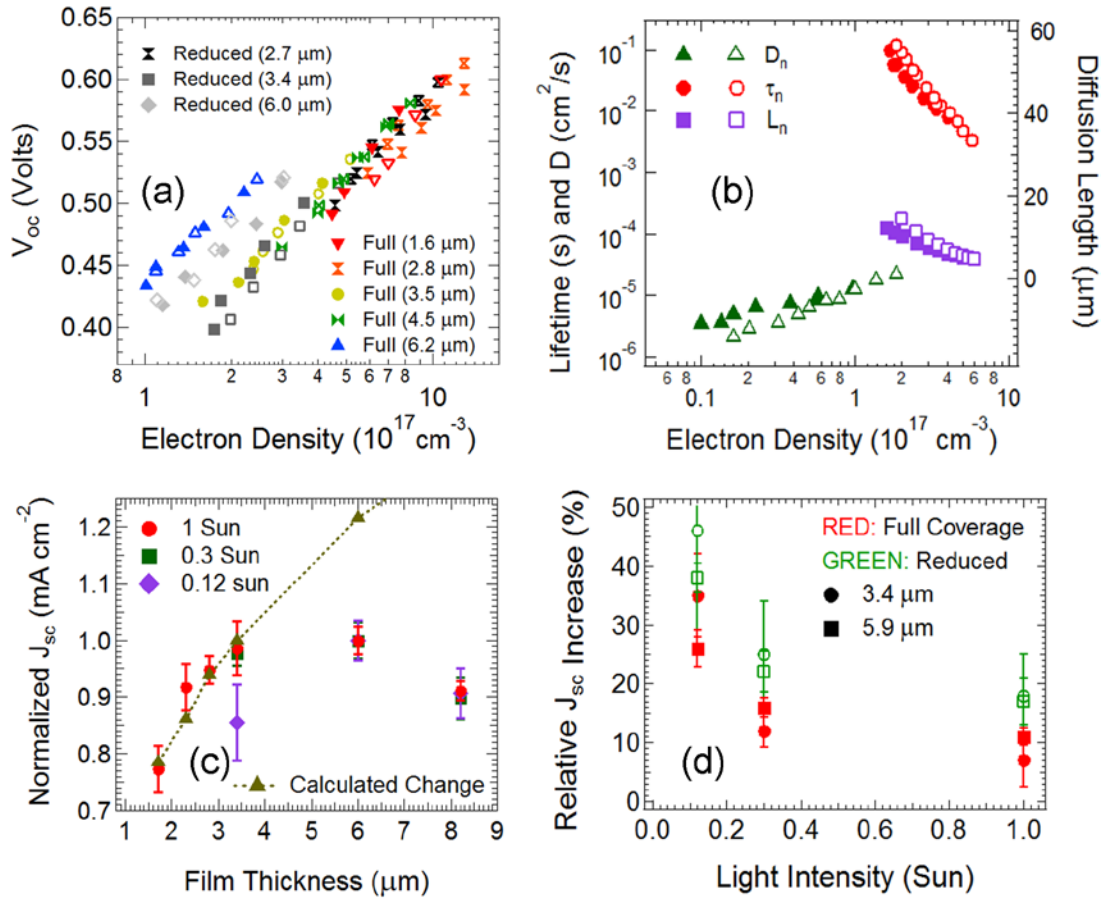 (a)
Reduced (2.7 μm)
Reduced (3.4 μm)
Reduced (6.0 μm)
Full (1.6 μm)
Full (2.8 μm)
Full (3.5 μm)
Full (4.5 μm)
Full (6.2 μm)
V_oc (Volts)
0.65
0.60
0.55
0.50
0.45
0.40
8 2 3 4 5 6 7 8
1 10
Electron Density (10^17 cm^-3)
(b)
D_n
τ_n
L_n
Lifetime (s) and D (cm^2/s)
10^-1
10^-2
10^-3
10^-4
10^-5
10^-6
60
40
20
0
Diffusion Length (μm)
6 8 2 4 6 8 2 4 6 8
0.1 1 10
Electron Density (10^17 cm^-3)
(c)
1 Sun
0.3 Sun
0.12 sun
Calculated Change
Normalized J_sc (mA cm^-2)
1.2
1.1
1.0
0.9
0.8
0.7
1 2 3 4 5 6 7 8 9
Film Thickness (μm)
(d)
RED: Full Coverage
GREEN: Reduced
3.4 μm
5.9 μm
Relative J_sc Increase (%)
50
40
30
20
10
0
0.0 0.2 0.4 0.6 0.8 1.0
Light Intensity (Sun)